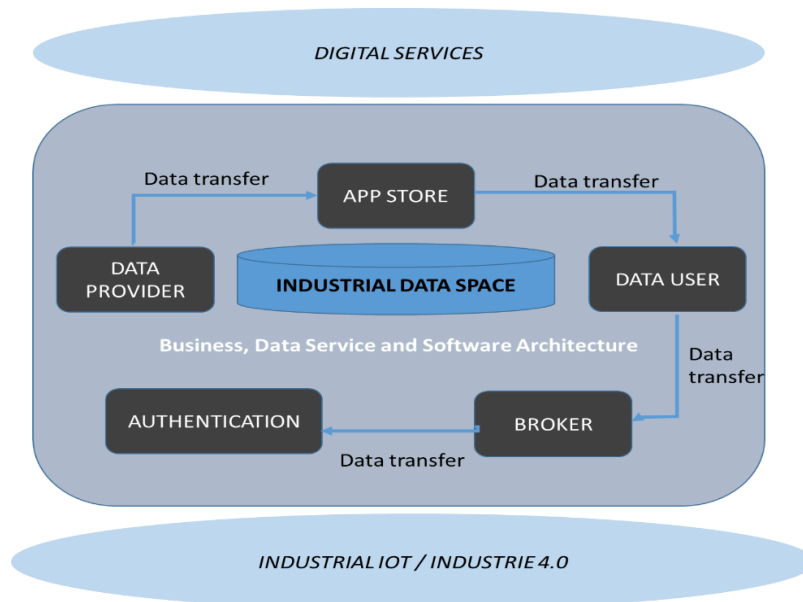 DIGITAL SERVICES
Data transfer
APP STORE
Data transfer
DATA
PROVIDER
INDUSTRIAL DATA SPACE
DATA USER
Business, Data Service and Software Architecture
Data
transfer
AUTHENTICATION
BROKER
Data transfer
INDUSTRIAL IOT / INDUSTRIE 4.0